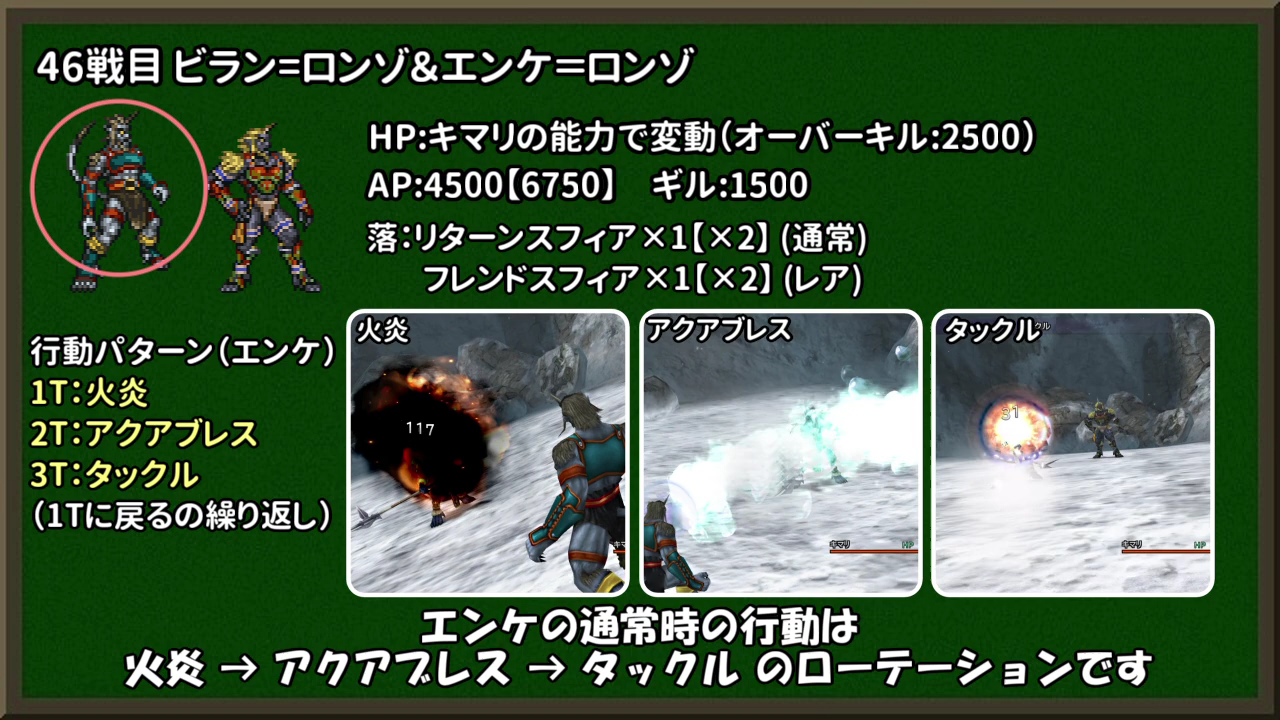 46戦目 ビラン=ロンゾ&エンケ＝ロンゾ
HP:キマリの能力で変動（オーバーキル:2500）
AP:4500【6750】　ギル:1500
落：リターンスフィア×1【×2】 (通常)
フレンドスフィア×1【×2】 (レア)
行動パターン（エンケ）
1T：火炎
2T：アクアブレス
3T：タックル
（1Tに戻るの繰り返し）
火炎
アクアブレス
タックル
117
31
キマリ HP
キマリ HP
エンケの通常時の行動は
火炎 → アクアブレス → タックル のローテーションです